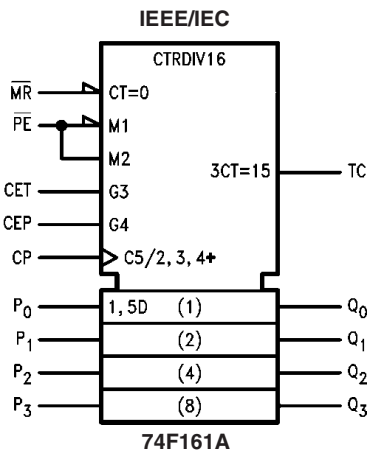 IEEE/IEC
CTRDIV16
MR CT=0
PE M1
M2
3CT=15 TC
CET G3
CEP G4
CP C5/2,3,4+
P0 1,5D (1) Q0
P1 (2) Q1
P2 (4) Q2
P3 (8) Q3
74F161A